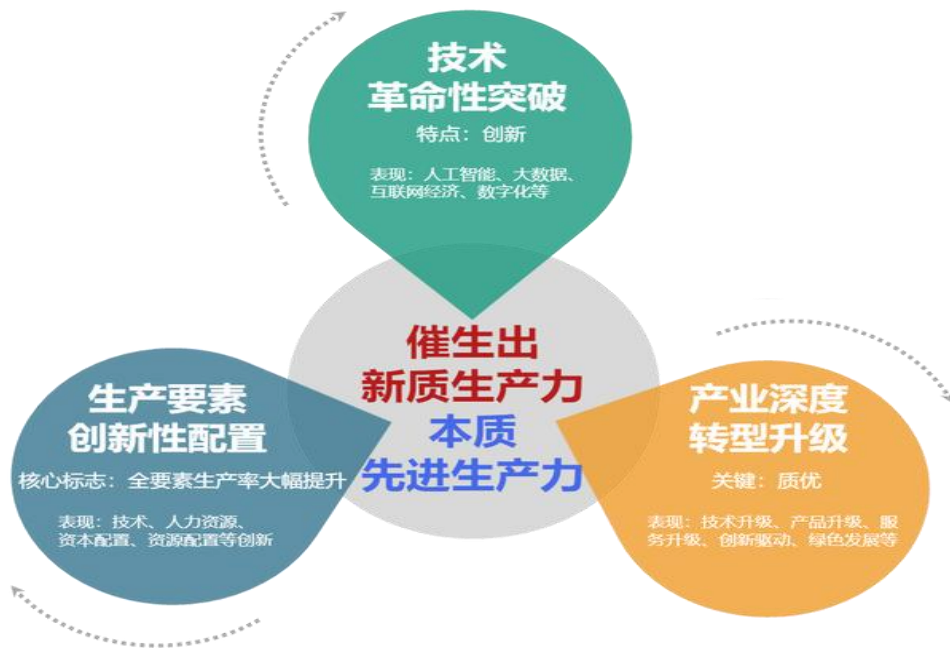 技术
革命性突破
特点：创新
表现：人工智能、大数据、
互联网经济、数字化等
催生出
新质生产力
本质
先进生产力
生产要素
创新性配置
核心标志：全要素生产率大幅提升
表现：技术、人力资源、
资本配置、资源配置等创新
产业深度
转型升级
关键：质优
表现：技术升级、产品升级、服
务升级、创新驱动、绿色发展等